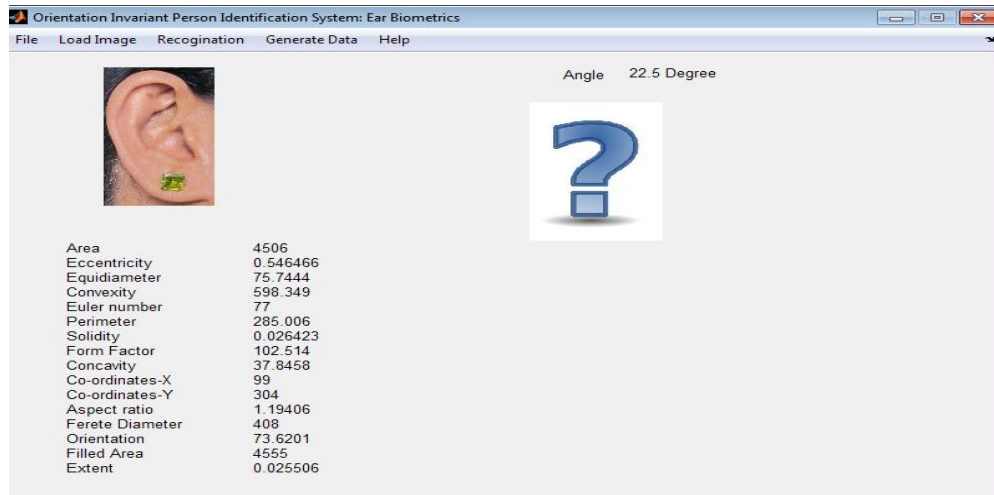 Orientation Invariant Person Identification System: Ear Biometrics
File Load Image Recogination Generate Data Help
Angle 22.5 Degree
Area 4506
Eccentricity 0.546466
Equidiameter 75.7444
Convexity 598.349
Euler number 77
Perimeter 285.006
Solidity 0.026423
Form Factor 102.514
Concavity 37.8458
Co-ordinates-X 99
Co-ordinates-Y 304
Aspect ratio 1.19406
Ferete Diameter 408
Orientation 73.6201
Filled Area 4555
Extent 0.025506